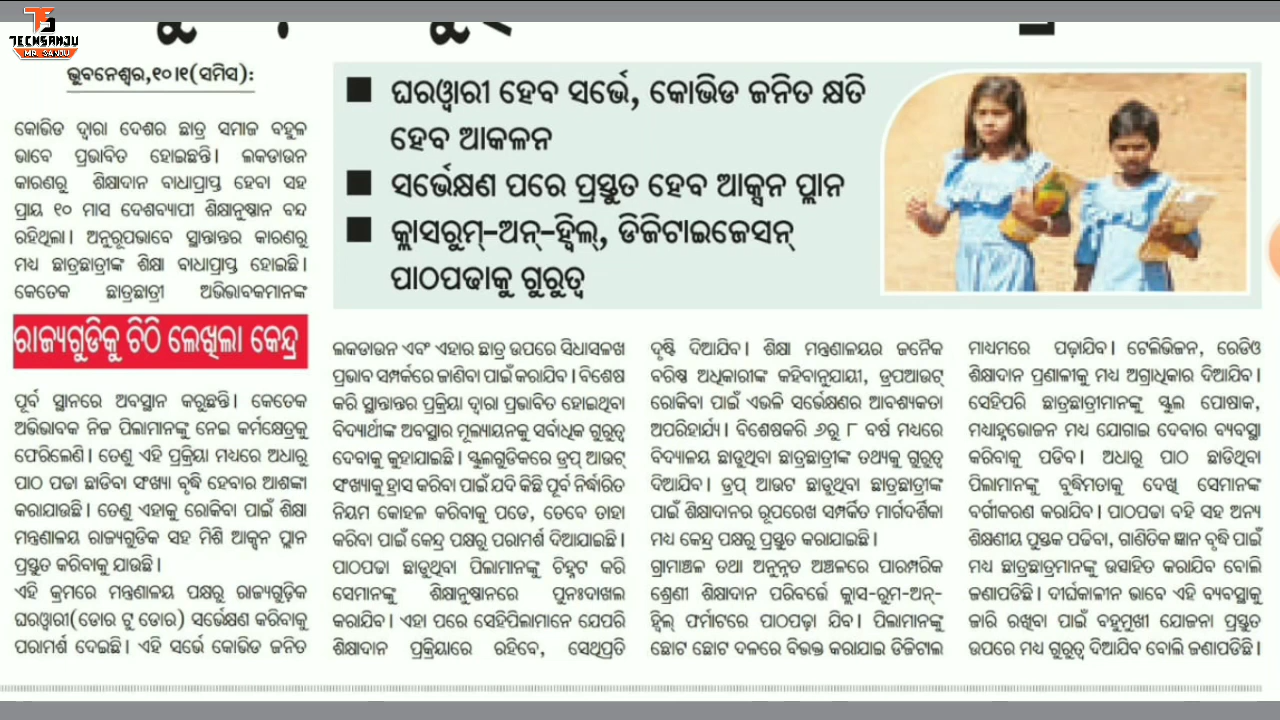 TECHSANJU
MR. SANJU
ଭୁବନେଶ୍ୱର,୧୦।୧(ସମିସ):
କୋଭିଡ ଦ୍ୱାରା ଦେଶର ଛାତ୍ର ସମାଜ ବହୁଳ
ଭାବେ ପ୍ରଭାବିତ ହୋଇଛନ୍ତି। ଲକଡାଉନ
କାରଣରୁ ଶିକ୍ଷାଦାନ ବାଧାପ୍ରାପ୍ତ ହେବା ସହ
ପ୍ରାୟ ୧୦ ମାସ ଦେଶବ୍ୟାପୀ ଶିକ୍ଷାନୁଷ୍ଠାନ ବନ୍ଦ
ରହିଥିଲା। ଅନୁରୂପଭାବେ ସ୍ଥାନ୍ତାନ୍ତର କାରଣରୁ
ମଧ୍ୟ ଛାତ୍ରଛାତ୍ରୀଙ୍କ ଶିକ୍ଷା ବାଧାପ୍ରାପ୍ତ ହୋଇଛି।
କେତେକ ଛାତ୍ରଛାତ୍ରୀ ଅଭିଭାବକମାନଙ୍କ
ରାଜ୍ୟଗୁଡିକୁ ଚିଠି ଲେଖିଲା କେନ୍ଦ୍ର
ପୂର୍ବ ସ୍ଥାନରେ ଅବସ୍ଥାନ କରୁଛନ୍ତି। କେତେକ
ଅଭିଭାବକ ନିଜ ପିଲାମାନଙ୍କୁ ନେଇ କର୍ମକ୍ଷେତ୍ରକୁ
ଫେରିଲେଣି। ତେଣୁ ଏହି ପ୍ରକ୍ରିୟା ମଧ୍ୟରେ ଅଧାରୁ
ପାଠ ପଢା ଛାଡିବା ସଂଖ୍ୟା ବୃଦ୍ଧି ହେବାର ଆଶଙ୍କା
କରାଯାଉଛି। ତେଣୁ ଏହାକୁ ରୋକିବା ପାଇଁ ଶିକ୍ଷା
ମନ୍ତ୍ରଣାଳୟ ରାଜ୍ୟଗୁଡିକ ସହ ମିଶି ଆକ୍ସନ ପ୍ଲାନ
ପ୍ରସ୍ତୁତ କରିବାକୁ ଯାଉଛି।
ଏହି କ୍ରମରେ ମନ୍ତ୍ରଣାଳୟ ପକ୍ଷରୁ ରାଜ୍ୟଗୁଡ଼ିକ
ଘରଓ୍ୱାରୀ(ଡୋର ଟୁ ଡୋର) ସର୍ଭେକ୍ଷଣ କରିବାକୁ
ପରାମର୍ଶ ଦେଇଛି। ଏହି ସର୍ଭେ କୋଭିଡ ଜନିତ
■ ଘରଓ୍ୱାରୀ ହେବ ସର୍ଭେ, କୋଭିଡ ଜନିତ କ୍ଷତି
ହେବ ଆକଳନ
■ ସର୍ଭେକ୍ଷଣ ପରେ ପ୍ରସ୍ତୁତ ହେବ ଆକ୍ସନ ପ୍ଲାନ
■ କ୍ଲାସରୁମ୍-ଅନ୍-ହ୍ୱିଲ୍, ଡିଜିଟାଇଜେସନ୍
ପାଠପଢାକୁ ଗୁରୁତ୍ୱ
ଲକଡାଉନ ଏବଂ ଏହାର ଛାତ୍ର ଉପରେ ସିଧାସଳଖ
ପ୍ରଭାବ ସମ୍ପର୍କରେ ଜାଣିବା ପାଇଁ କରାଯିବ। ବିଶେଷ
କରି ସ୍ଥାନ୍ତାନ୍ତର ପ୍ରକ୍ରିୟା ଦ୍ୱାରା ପ୍ରଭାବିତ ହୋଇଥିବା
ବିଦ୍ୟାର୍ଥୀଙ୍କ ଅବସ୍ଥାର ମୂଲ୍ୟାୟନକୁ ସର୍ବାଧିକ ଗୁରୁତ୍ୱ
ଦେବାକୁ କୁହାଯାଇଛି। ସ୍କୁଲଗୁଡିକରେ ଡ୍ରପ୍ ଆଉଟ୍
ସଂଖ୍ୟାକୁ ହ୍ରାସ କରିବା ପାଇଁ ଯଦି କିଛି ପୂର୍ବ ନିର୍ଦ୍ଧାରିତ
ନିୟମ କୋହଳ କରିବାକୁ ପଡେ, ତେବେ ତାହା
କରିବା ପାଇଁ କେନ୍ଦ୍ର ପକ୍ଷରୁ ପରାମର୍ଶ ଦିଆଯାଇଛି।
ପାଠପଢା ଛାଡୁଥିବା ପିଲାମାନଙ୍କୁ ଚିହ୍ନଟ କରି
ସେମାନଙ୍କୁ ଶିକ୍ଷାନୁଷ୍ଠାନରେ ପୁନଃଦାଖଲ
କରାଯିବ। ଏହା ପରେ ସେହିପିଲାମାନେ ଯେପରି
ଶିକ୍ଷାଦାନ ପ୍ରକ୍ରିୟାରେ ରହିବେ, ସେଥିପ୍ରତି
ଦୃଷ୍ଟି ଦିଆଯିବ। ଶିକ୍ଷା ମନ୍ତ୍ରଣାଳୟର ଜନୈକ
ବରିଷ୍ଠ ଅଧିକାରୀଙ୍କ କହିବାନୁଯାୟୀ, ଡ୍ରପଆଉଟ୍
ରୋକିବା ପାଇଁ ଏଭଳି ସର୍ଭେକ୍ଷଣର ଆବଶ୍ୟକତା
ଅପରିହାର୍ଯ୍ୟ। ବିଶେଷକରି ୬ରୁ ୮ ବର୍ଷ ମଧ୍ୟରେ
ବିଦ୍ୟାଳୟ ଛାଡୁଥିବା ଛାତ୍ରଛାତ୍ରୀଙ୍କ ତଥ୍ୟକୁ ଗୁରୁତ୍ୱ
ଦିଆଯିବ। ଡ୍ରପ୍ ଆଉଟ ଛାଡୁଥିବା ଛାତ୍ରଛାତ୍ରୀଙ୍କ
ପାଇଁ ଶିକ୍ଷାଦାନର ରୂପରେଖ ସମ୍ପର୍କିତ ମାର୍ଗଦର୍ଶିକା
ମଧ୍ୟ କେନ୍ଦ୍ର ପକ୍ଷରୁ ପ୍ରସ୍ତୁତ କରାଯାଇଛି।
ଗ୍ରାମାଞ୍ଚଳ ତଥା ଅନୁନ୍ନତ ଅଞ୍ଚଳରେ ପାରମ୍ପରିକ
ଶ୍ରେଣୀ ଶିକ୍ଷାଦାନ ପରିବର୍ତ୍ତେ କ୍ଲାସ-ରୁମ-ଅନ୍-
ହ୍ୱିଲ୍ ଫର୍ମାଟରେ ପାଠପଢ଼ା ଯିବ। ପିଲାମାନଙ୍କୁ
ଛୋଟ ଛୋଟ ଦଳରେ ବିଭକ୍ତ କରାଯାଇ ଡିଜିଟାଲ
ମାଧ୍ୟମରେ ପଢ଼ାଯିବ। ଟେଲିଭିଜନ, ରେଡିଓ
ଶିକ୍ଷାଦାନ ପ୍ରଣାଳୀକୁ ମଧ୍ୟ ଅଗ୍ରାଧିକାର ଦିଆଯିବ।
ସେହିପରି ଛାତ୍ରଛାତ୍ରୀମାନଙ୍କୁ ସ୍କୁଲ ପୋଷାକ,
ମଧ୍ୟାହ୍ନଭୋଜନ ମଧ୍ୟ ଯୋଗାଇ ଦେବାର ବ୍ୟବସ୍ଥା
କରିବାକୁ ପଡିବ। ଅଧାରୁ ପାଠ ଛାଡିଥିବା
ପିଲାମାନଙ୍କୁ ବୁଦ୍ଧିମତାକୁ ଦେଖି ସେମାନଙ୍କ
ବର୍ଗୀକରଣ କରାଯିବ। ପାଠପଢା ବହି ସହ ଅନ୍ୟ
ଶିକ୍ଷଣୀୟ ପୁସ୍ତକ ପଢିବା, ଗାଣିତିକ ଜ୍ଞାନ ବୃଦ୍ଧି ପାଇଁ
ମଧ୍ୟ ଛାତ୍ରଛାତ୍ରମାନଙ୍କୁ ଉସାହିତ କରାଯିବ ବୋଲି
ଜଣାପଡିଛି। ଦୀର୍ଘକାଳୀନ ଭାବେ ଏହି ବ୍ୟବସ୍ଥାକୁ
ଜାରି ରଖିବା ପାଇଁ ବହୁମୁଖୀ ଯୋଜନା ପ୍ରସ୍ତୁତ
ଉପରେ ମଧ୍ୟ ଗୁରୁତ୍ୱ ଦିଆଯିବ ବୋଲି ଜଣାପଡିଛି।